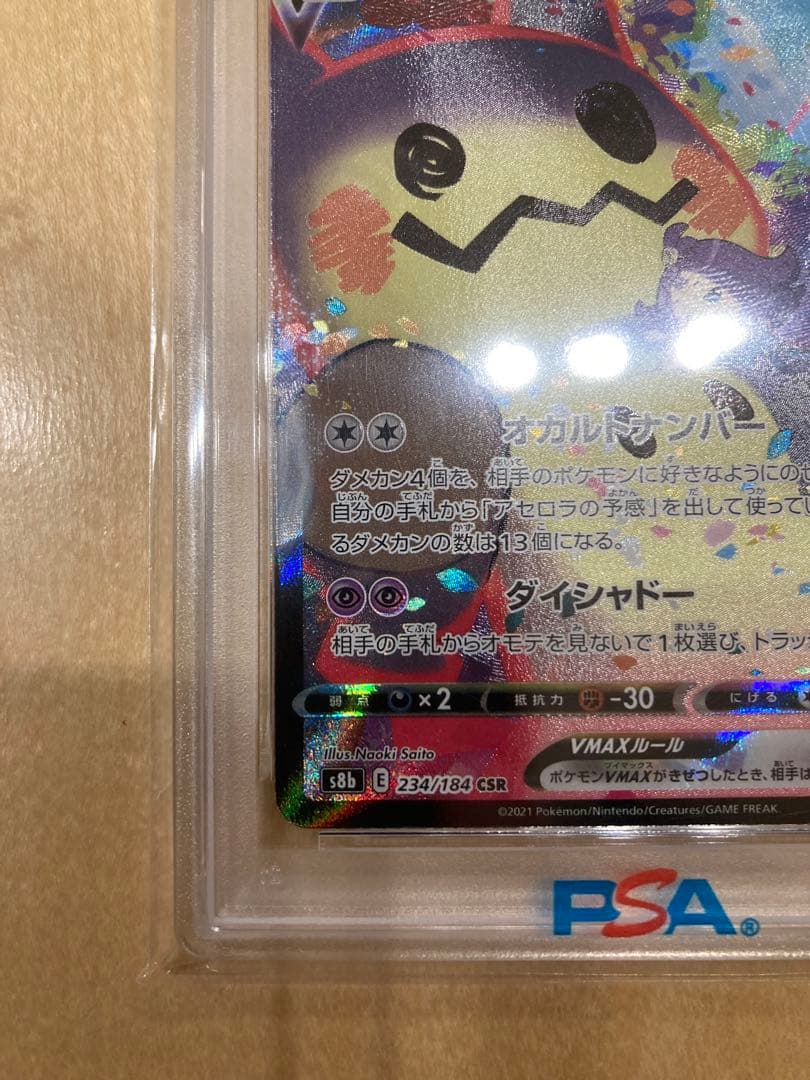 オカルトナンバー
ダメカン4個を、相手のポケモンに好きなようにのせ
自分の手札から「アセロラの予感」を出して使ってい
るダメカンの数は13個になる。
ダイシャドー
相手の手札からオモテを見ないで1枚選び、トラッ
弱点 ×2 抵抗力 -30 にげる
Illus.Naoki Saito
VMAXルール
s8b E 234/184 CSR
ポケモンVMAXがきぜつしたとき、相手は
©2021 Pokémon/Nintendo/Creatures/GAME FREAK.
PSA®